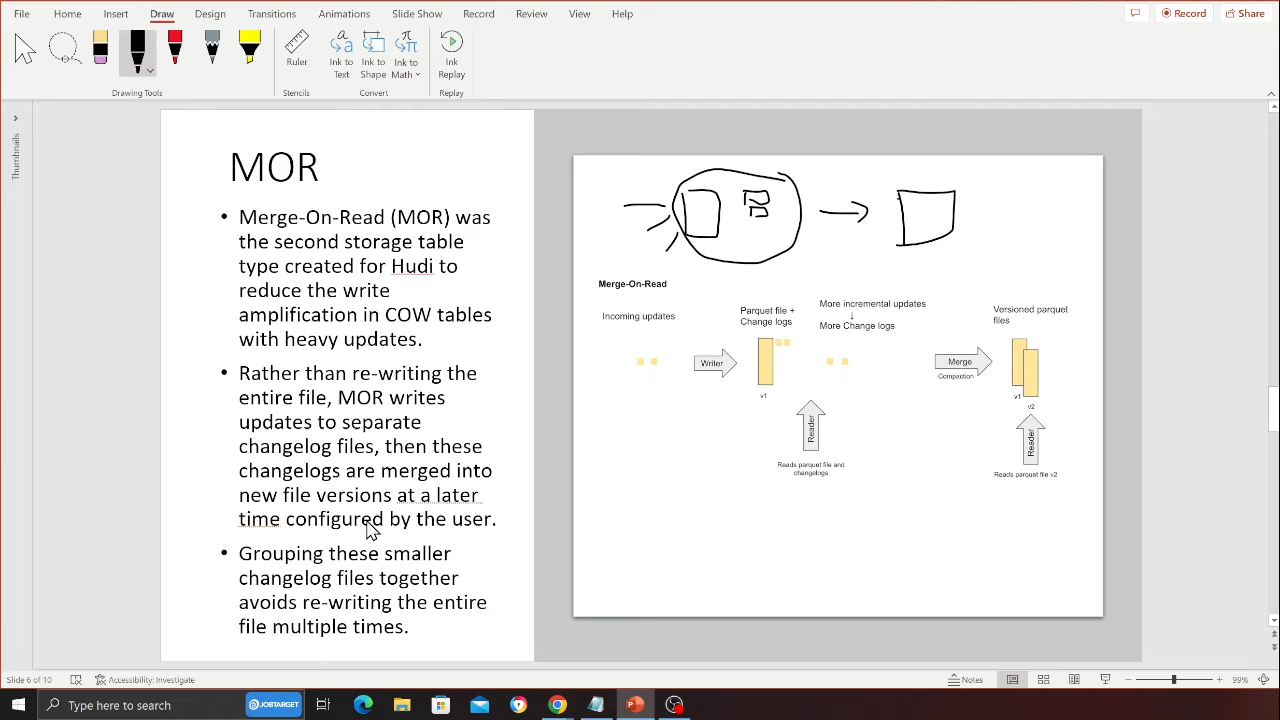 File Home Insert Draw Design Transitions Animations Slide Show Record Review View Help
Record Share
Ruler
Ink to Text
Ink to Shape
Ink to Math
Ink Replay
Drawing Tools Stencils Convert Replay
Thumbnails
MOR
• Merge-On-Read (MOR) was
the second storage table
type created for Hudi to
reduce the write
amplification in COW tables
with heavy updates.
• Rather than re-writing the
entire file, MOR writes
updates to separate
changelog files, then these
changelogs are merged into
new file versions at a later
time configured by the user.
• Grouping these smaller
changelog files together
avoids re-writing the entire
file multiple times.
Merge-On-Read
Incoming updates
Writer
Parquet file +
Change logs
v1
More incremental updates
↓
More Change logs
Reader
Reads parquet file and
changelogs
Merge
Compaction
Versioned parquet
files
v1
v2
Reader
Reads parquet file v2
Slide 6 of 10 Accessibility: Investigate Notes 99%
Type here to search JOBTARGET